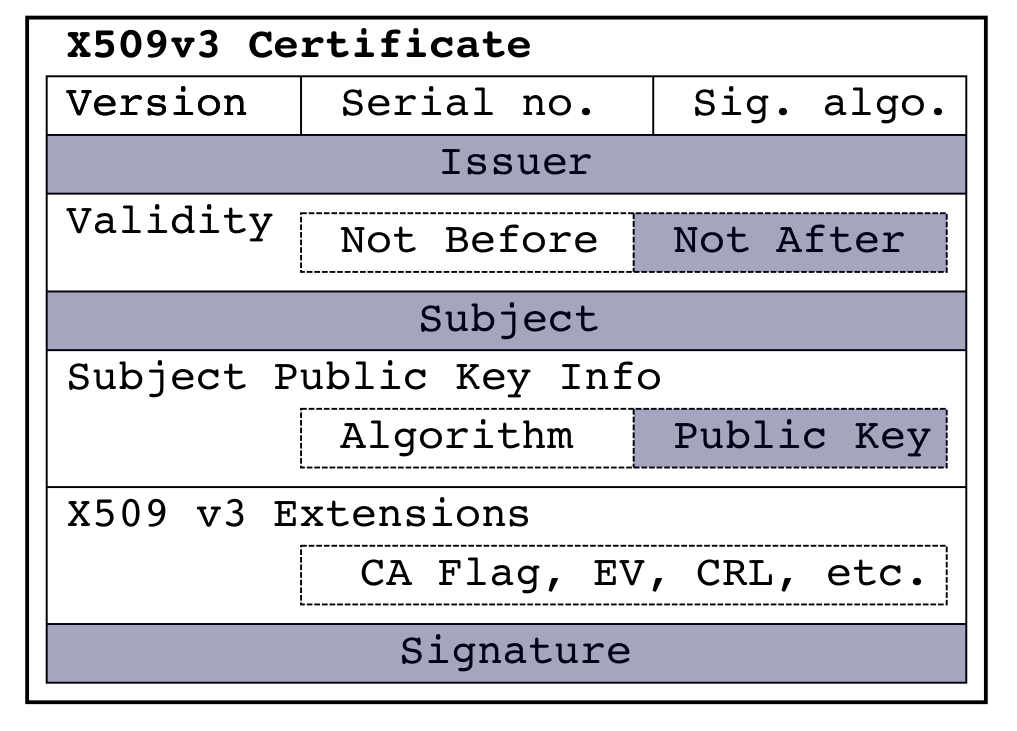 X509v3 Certificate
Version Serial no. Sig. algo.
Issuer
Validity Not Before Not After
Subject
Subject Public Key Info
Algorithm Public Key
X509 v3 Extensions
CA Flag, EV, CRL, etc.
Signature